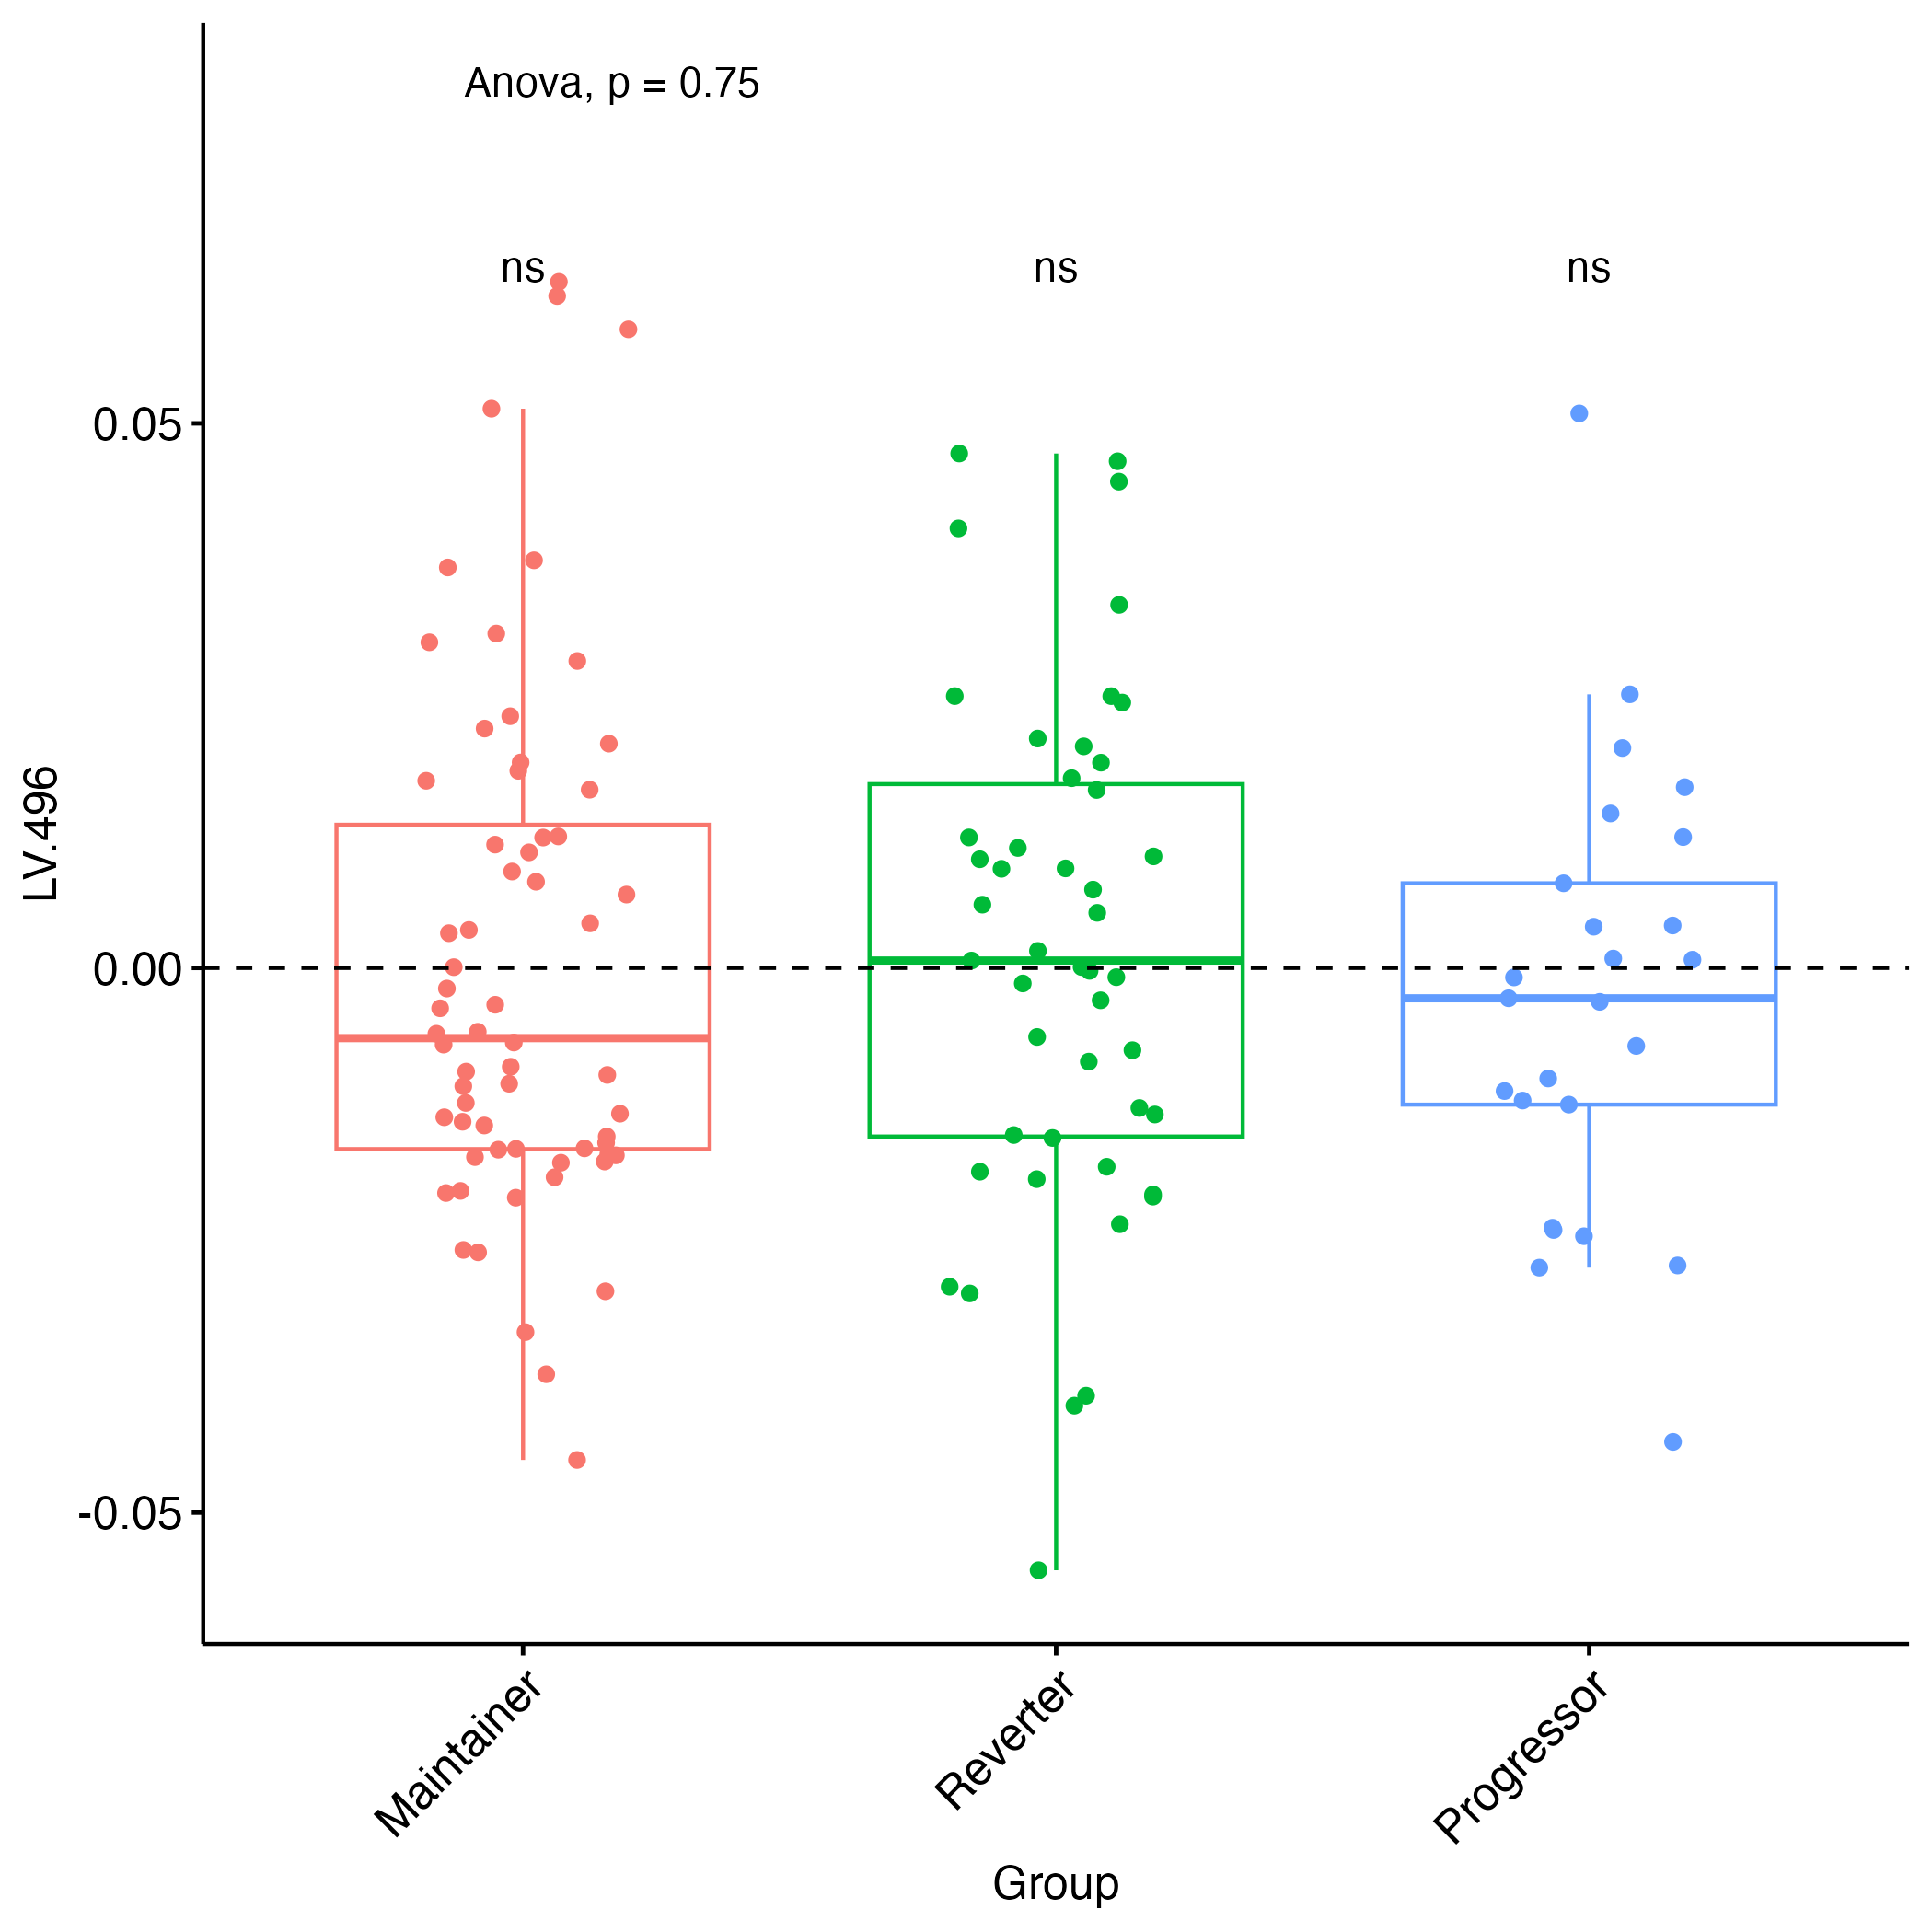 Anova, p = 0.75
ns
ns
ns
0.05
0.00
-0.05
LV.496
Maintainer
Reverter
Progressor
Group